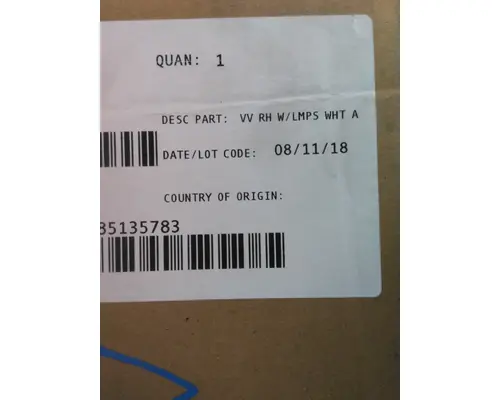 QUAN: 1
DESC PART: VV RH W/LMPS WHT A
DATE/LOT CODE: 08/11/18
COUNTRY OF ORIGIN:
35135783